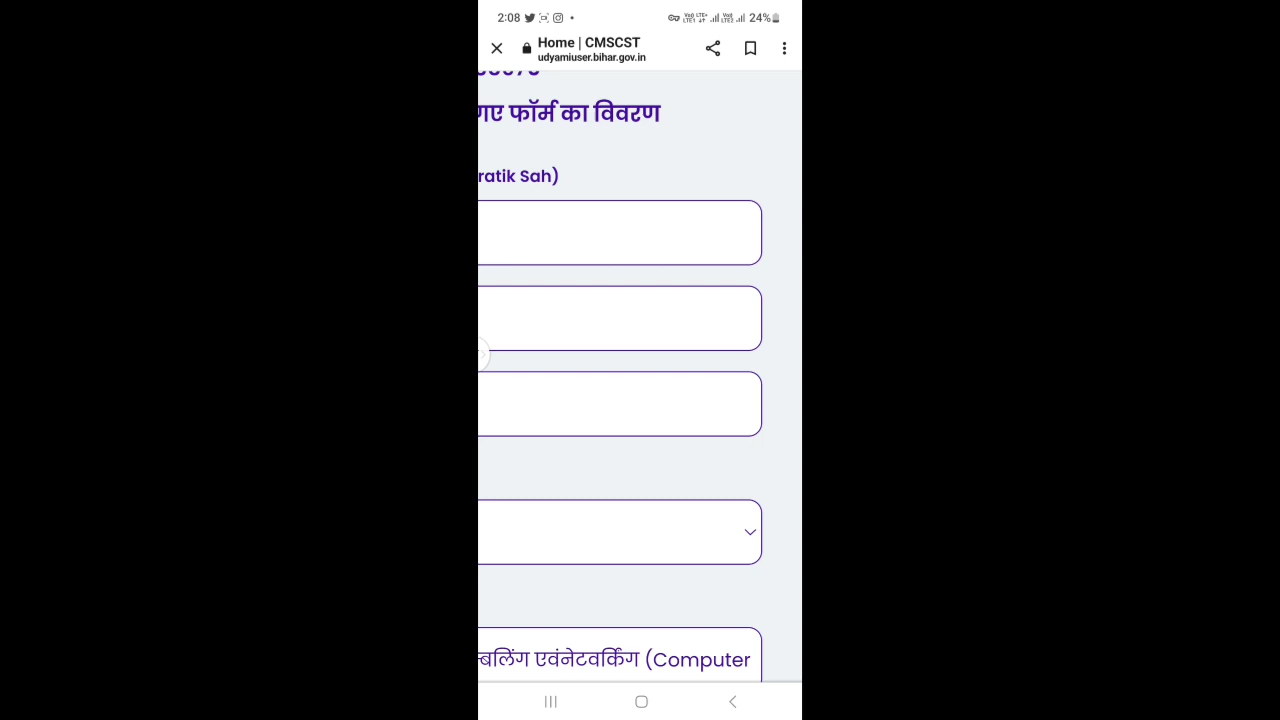 2:08 24%
Home | CMSCST
udyamiuser.bihar.gov.in
गए फॉर्म का विवरण
ratik Sah)
म्बलिंग एवंनेटवर्किंग (Computer